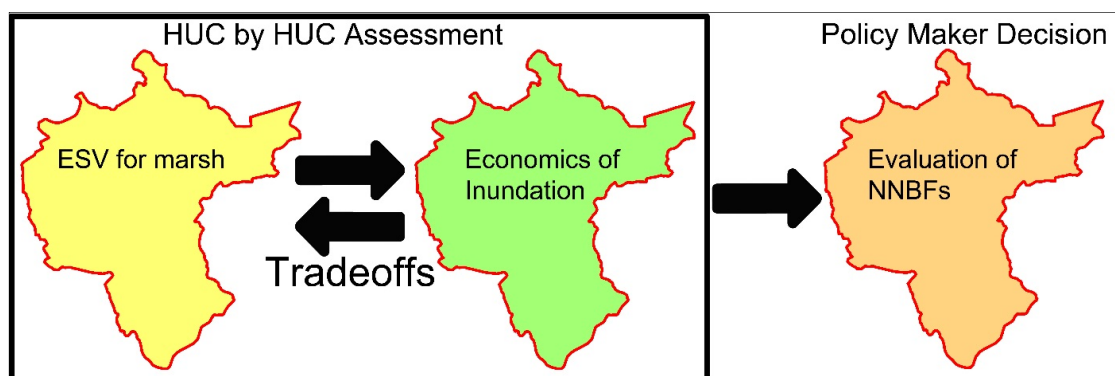 HUC by HUC Assessment
Policy Maker Decision
ESV for marsh
Economics of
Inundation
Tradeoffs
Evaluation of
NNBFs